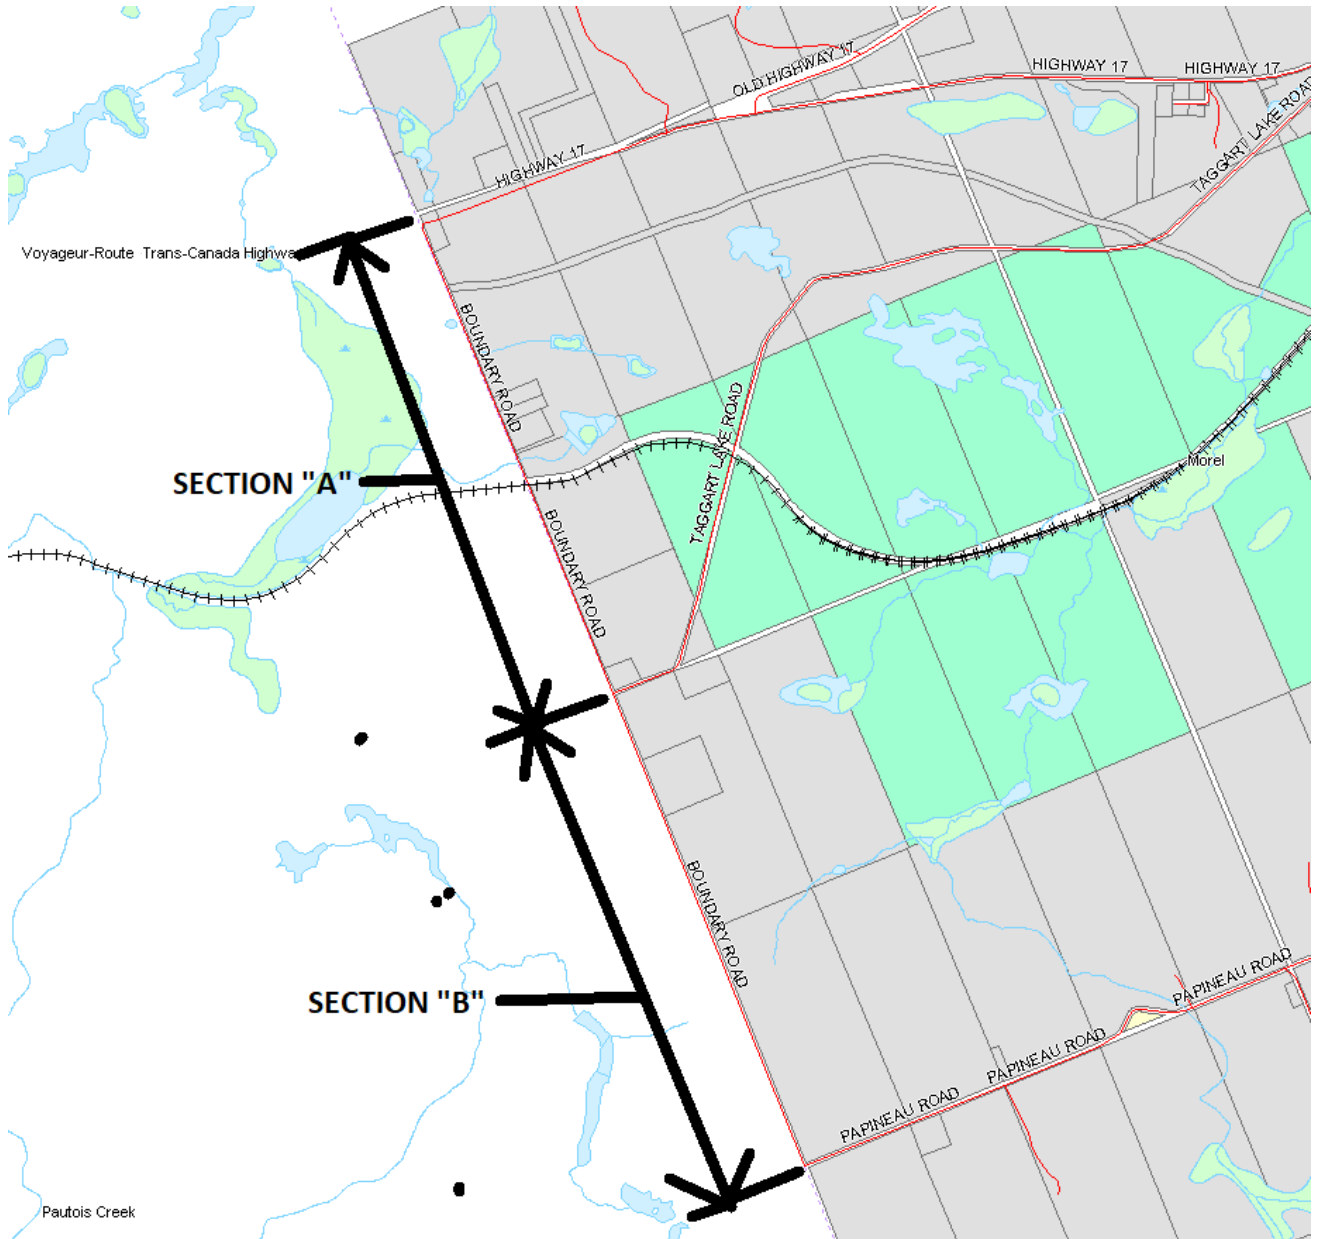 OLD HIGHWAY 17
HIGHWAY 17
HIGHWAY 17
TAGGART LAKE ROAD
HIGHWAY 17
Voyageur-Route Trans-Canada Highwa
BOUNDARY ROAD
TAGGART LAKE ROAD
Morel
SECTION "A"
BOUNDARY ROAD
BOUNDARY ROAD
SECTION "B"
PAPINEAU ROAD
PAPINEAU ROAD
PAPINEAU ROAD
Pautois Creek